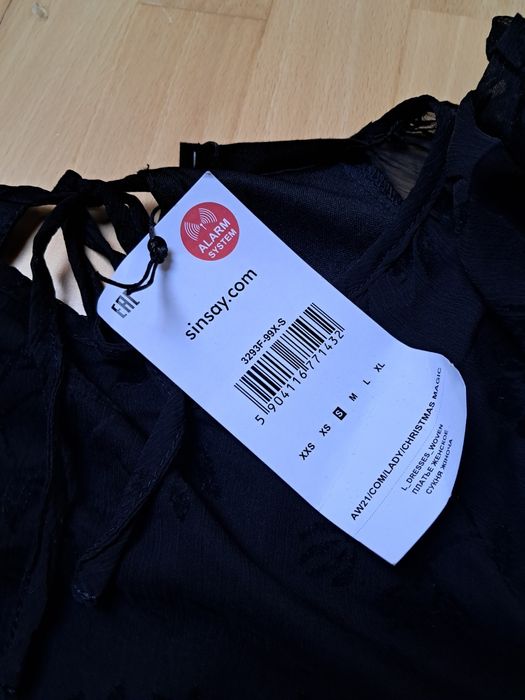 ALARM
SYSTEM
EAC
sinsay.com
3293F-99X-S
5 904116 771432
XXS XS S M L XL
AW21/COM/LADY/CHRISTMAS MAGIC
L_DRESSES_WOVEN
ПЛАТЬЕ ЖЕНСКОЕ
СУКНЯ ЖІНОЧА